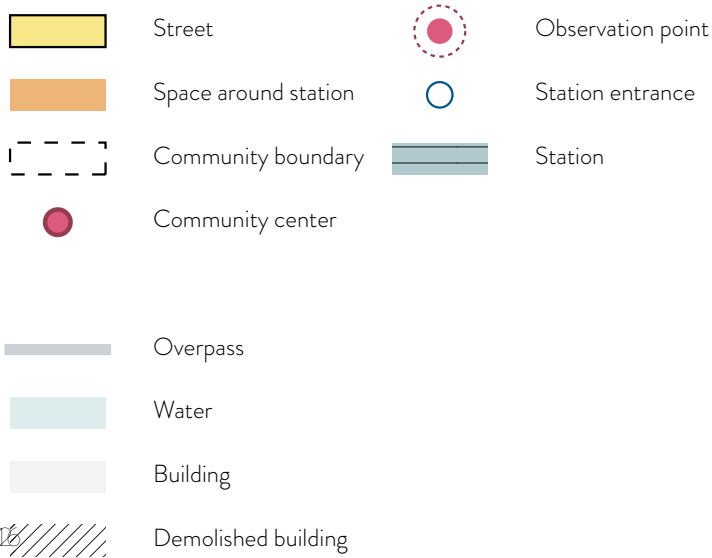 Street
Observation point
Space around station
Station entrance
Community boundary
Station
Community center
Overpass
Water
Building
Demolished building